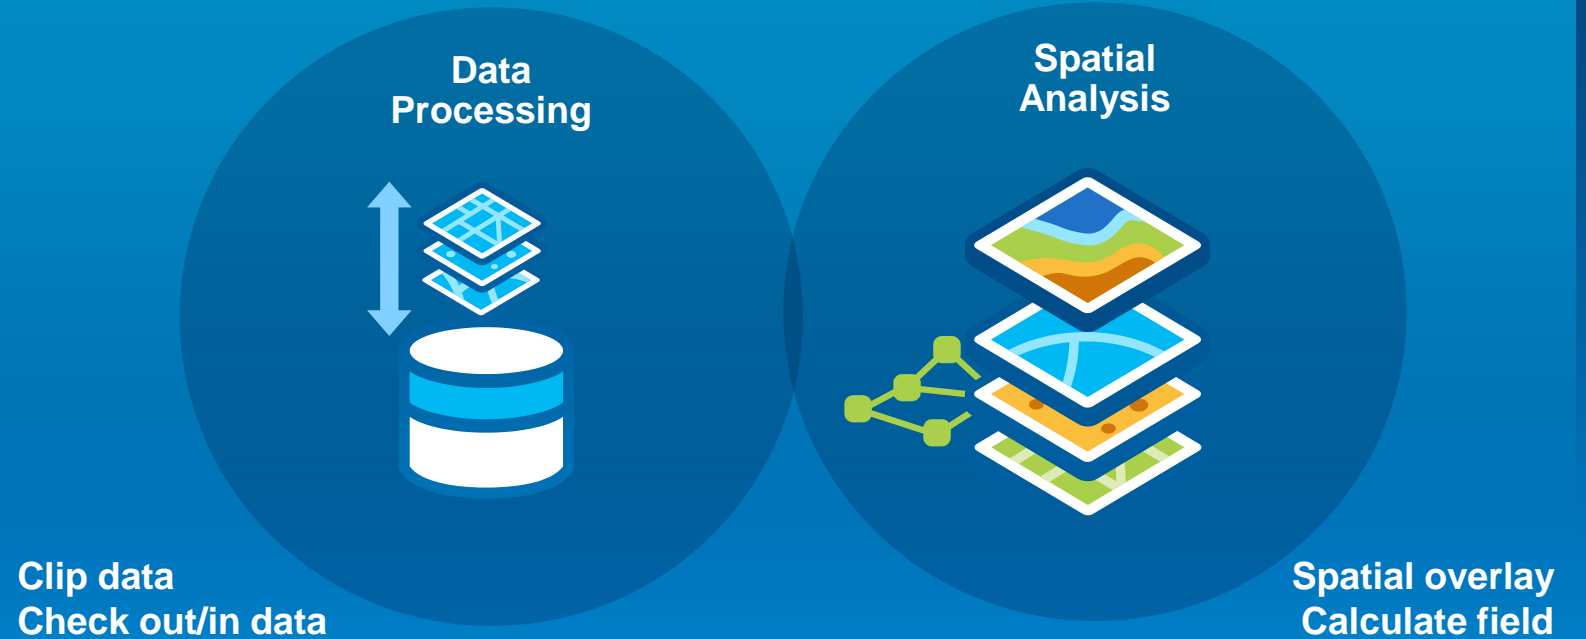 Data
Processing
Spatial
Analysis
Clip data
Check out/in data
Spatial overlay
Calculate field